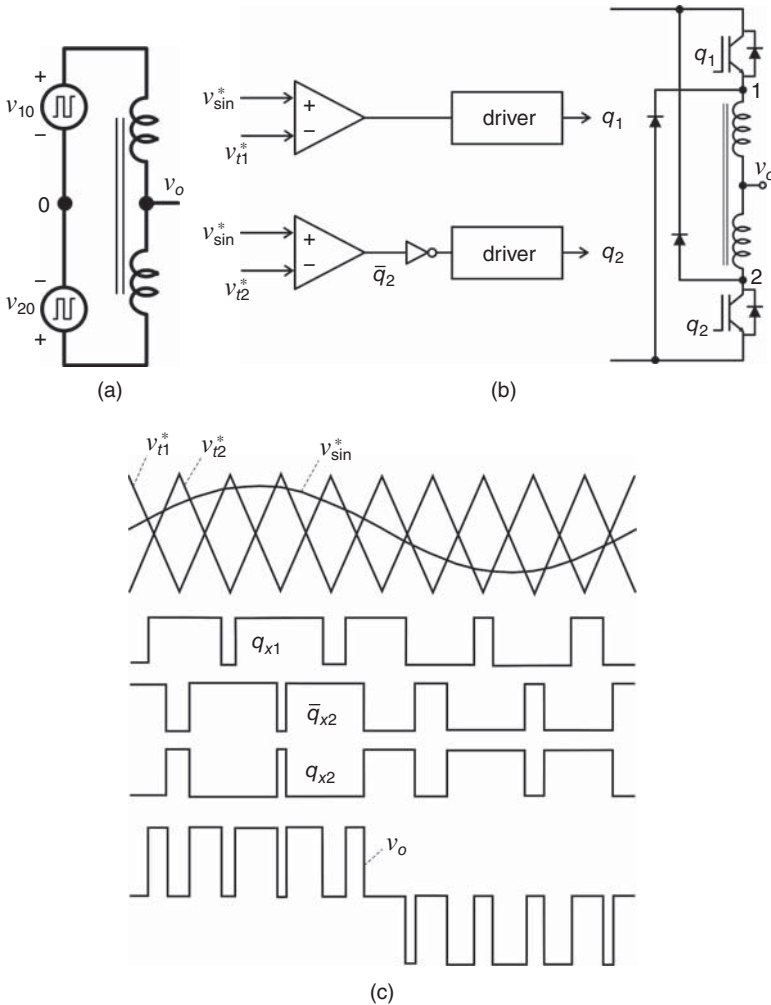 +
v10
−
0
vo
−
v20
+
(a)
v*sin
v*t1
+
−
driver
q1
v*sin
v*t2
+
−
q̄2
driver
q2
q1
1
vo
2
q2
(b)
v*t1
v*t2
v*sin
qx1
q̄x2
qx2
vo
(c)